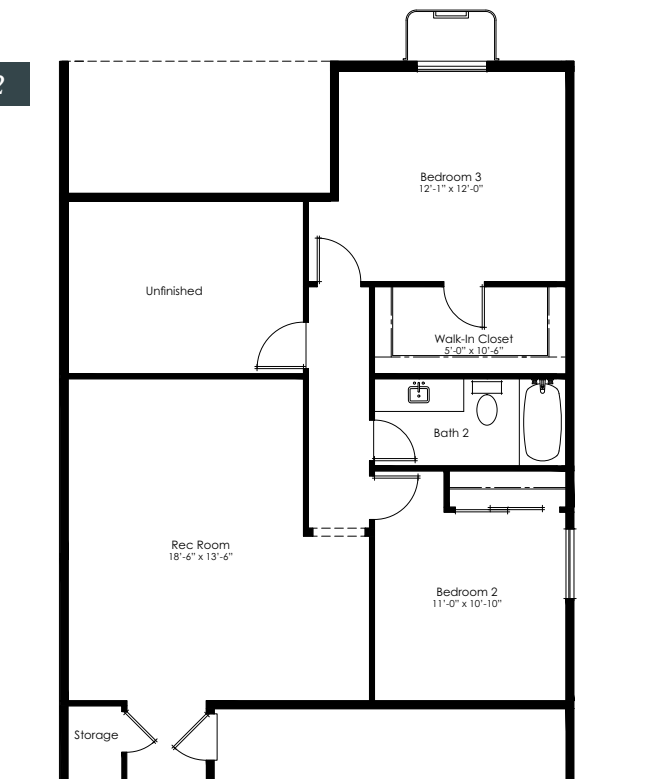 2
Bedroom 3
12'-1" x 12'-0"
Unfinished
Walk-In Closet
5'-0" x 10'-6"
Bath 2
Rec Room
18'-6" x 13'-6"
Bedroom 2
11'-0" x 10'-10"
Storage